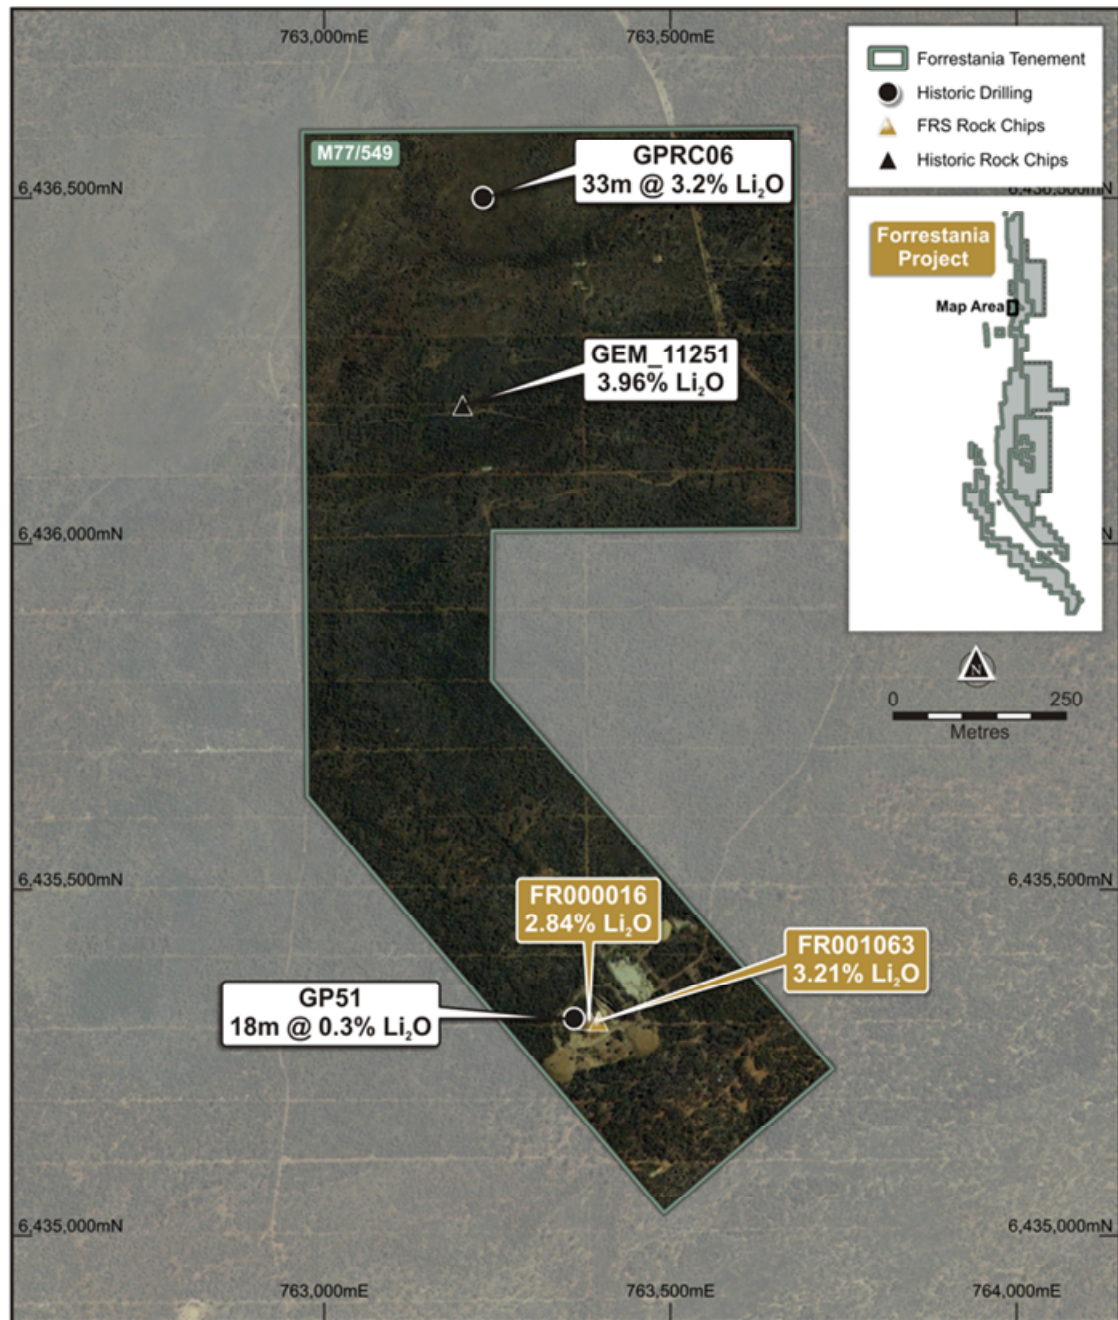 763,000mE
763,500mE
Forrestania Tenement
Historic Drilling
FRS Rock Chips
Historic Rock Chips
M77/549
GPRC06
33m @ 3.2% Li₂O
6,436,500mN
6,436,500mN
Forrestania
Project
Map Area
GEM_11251
3.96% Li₂O
6,436,000mN
N
N
0
250
Metres
6,435,500mN
6,435,500mN
FR000016
2.84% Li₂O
FR001063
3.21% Li₂O
GP51
18m @ 0.3% Li₂O
6,435,000mN
6,435,000mN
763,000mE
763,500mE
764,000mE